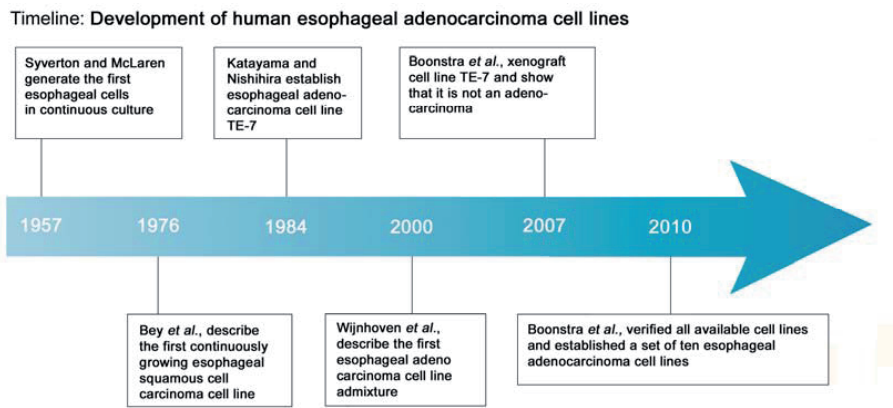 Timeline: Development of human esophageal adenocarcinoma cell lines
Syverton and McLaren
generate the first
esophageal cells
in continuous culture
Katayama and
Nishihira establish
esophageal adeno-
carcinoma cell line
TE-7
Boonstra et al., xenograft
cell line TE-7 and show
that it is not an adeno-
carcinoma
1957 1976 1984 2000 2007 2010
Bey et al., describe
the first continuously
growing esophageal
squamous cell
carcinoma cell line
Wijnhoven et al.,
describe the first
esophageal adeno
carcinoma cell line
admixture
Boonstra et al., verified all available cell lines
and established a set of ten esophageal
adenocarcinoma cell lines